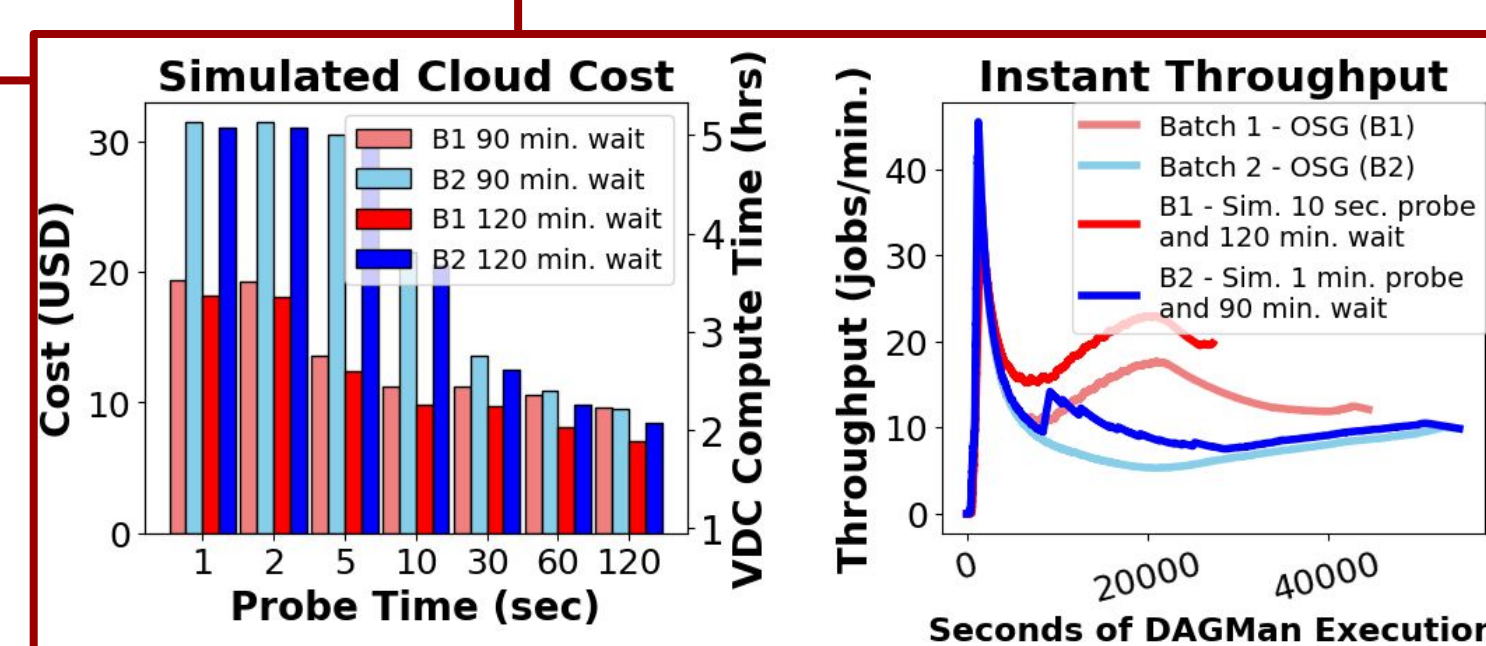 Simulated Cloud Cost
Cost (USD)
30
20
10
0
B1 90 min. wait
B2 90 min. wait
B1 120 min. wait
B2 120 min. wait
5
4
3
2
1
VDC Compute Time (hrs)
1 2 5 10 30 60 120
Probe Time (sec)
Instant Throughput
Throughput (jobs/min.)
40
30
20
10
0
Batch 1 - OSG (B1)
Batch 2 - OSG (B2)
B1 - Sim. 10 sec. probe
and 120 min. wait
B2 - Sim. 1 min. probe
and 90 min. wait
0 20000 40000
Seconds of DAGMan Execution